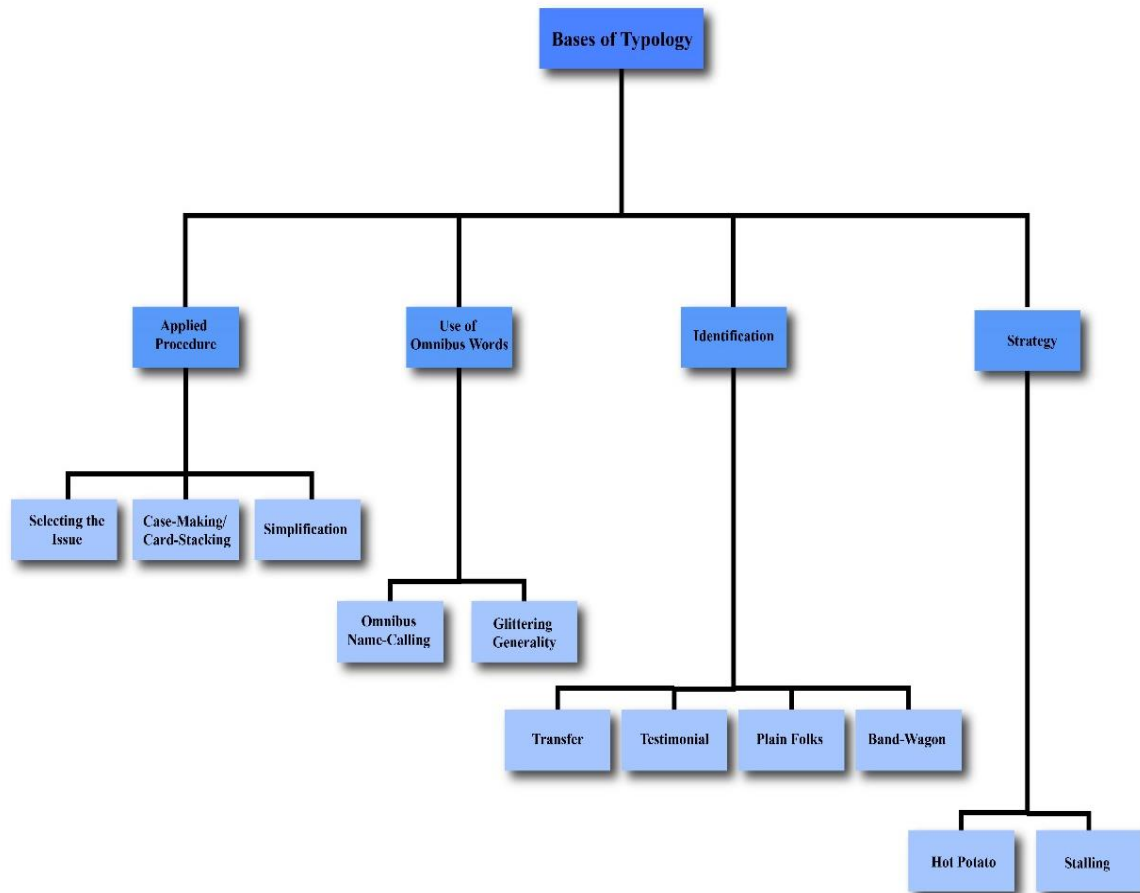 Bases of Typology
Applied
Procedure
Use of
Omnibus Words
Identification
Strategy
Selecting the
Issue
Case-Making/
Card-Stacking
Simplification
Omnibus
Name-Calling
Glittering
Generality
Transfer
Testimonial
Plain Folks
Band-Wagon
Hot Potato
Stalling